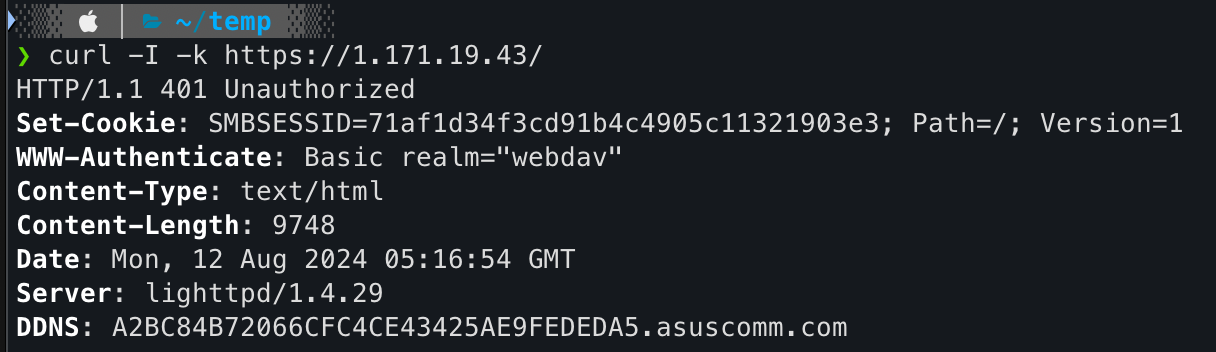 ~/temp
❯ curl -I -k https://1.171.19.43/
HTTP/1.1 401 Unauthorized
Set-Cookie: SMBSESSID=71af1d34f3cd91b4c4905c11321903e3; Path=/; Version=1
WWW-Authenticate: Basic realm="webdav"
Content-Type: text/html
Content-Length: 9748
Date: Mon, 12 Aug 2024 05:16:54 GMT
Server: lighttpd/1.4.29
DDNS: A2BC84B72066CFC4CE43425AE9FEDEDA5.asuscomm.com